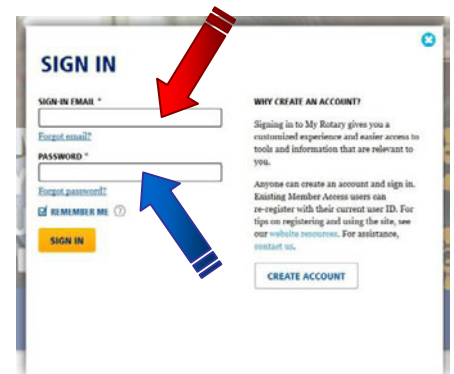 SIGN IN
SIGN-IN EMAIL *
Forgot email?
PASSWORD *
Forgot password?
REMEMBER ME ?
SIGN IN
WHY CREATE AN ACCOUNT?
Signing in to My Rotary gives you a
customized experience and easier access to
tools and information that are relevant to
you.
Anyone can create an account and sign in.
Existing Member Access users can
re-register with their current user ID. For
tips on registering and using the site, see
our website resources. For assistance,
contact us.
CREATE ACCOUNT